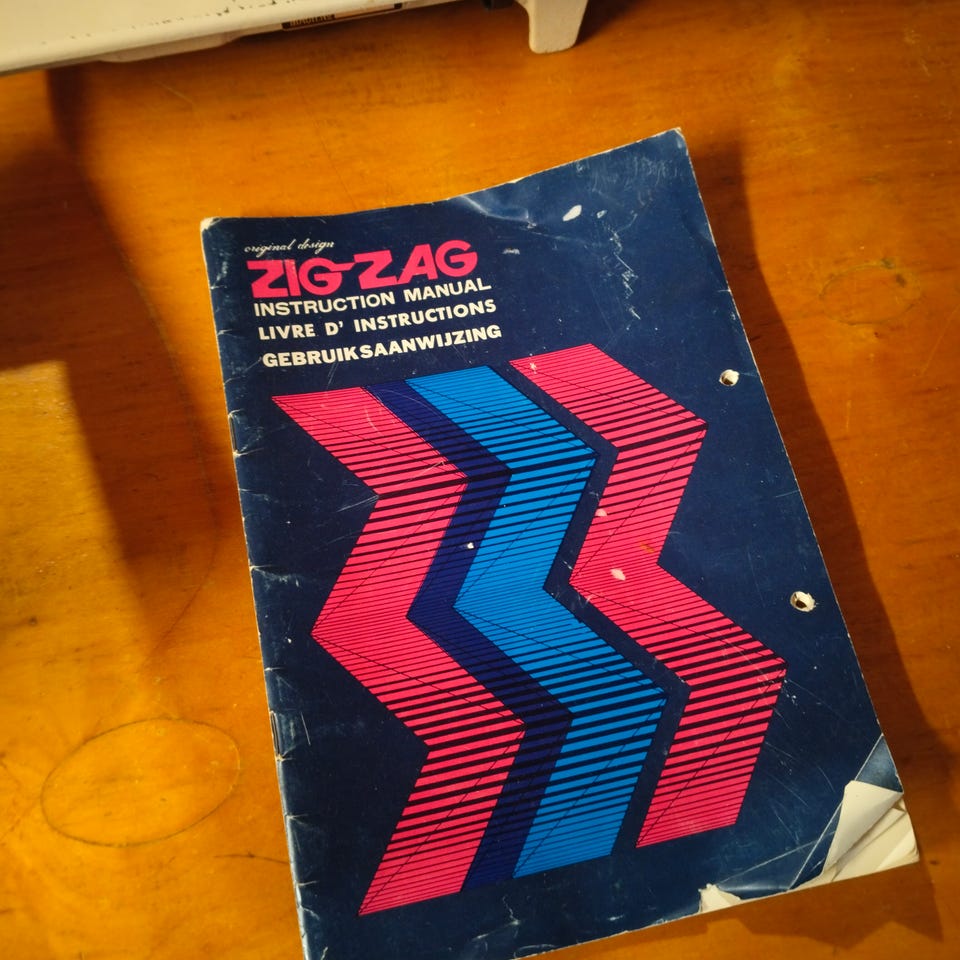 original design
ZIG-ZAG
INSTRUCTION MANUAL
LIVRE D' INSTRUCTIONS
GEBRUIKSAANWIJZING